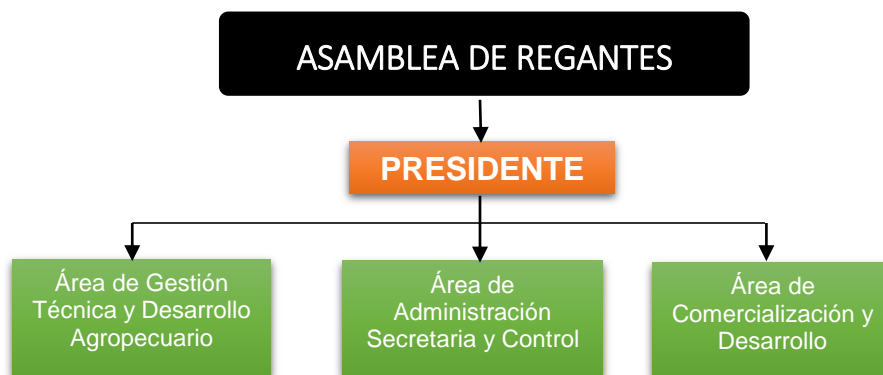 ASAMBLEA DE REGANTES
PRESIDENTE
Área de Gestión
Técnica y Desarrollo
Agropecuario
Área de
Administración
Secretaria y Control
Área de
Comercialización y
Desarrollo